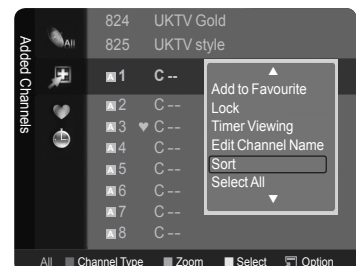 Added Channels
All
824 UKTV Gold
825 UKTV style
A 1 C --
A 2 C --
A 3 ♥ C --
A 4 C --
A 5 C --
A 6 C --
A 7 C --
A 8 C --
▲
Add to Favourite
Lock
Timer Viewing
Edit Channel Name
Sort
Select All
▼
All Channel Type Zoom Select Option